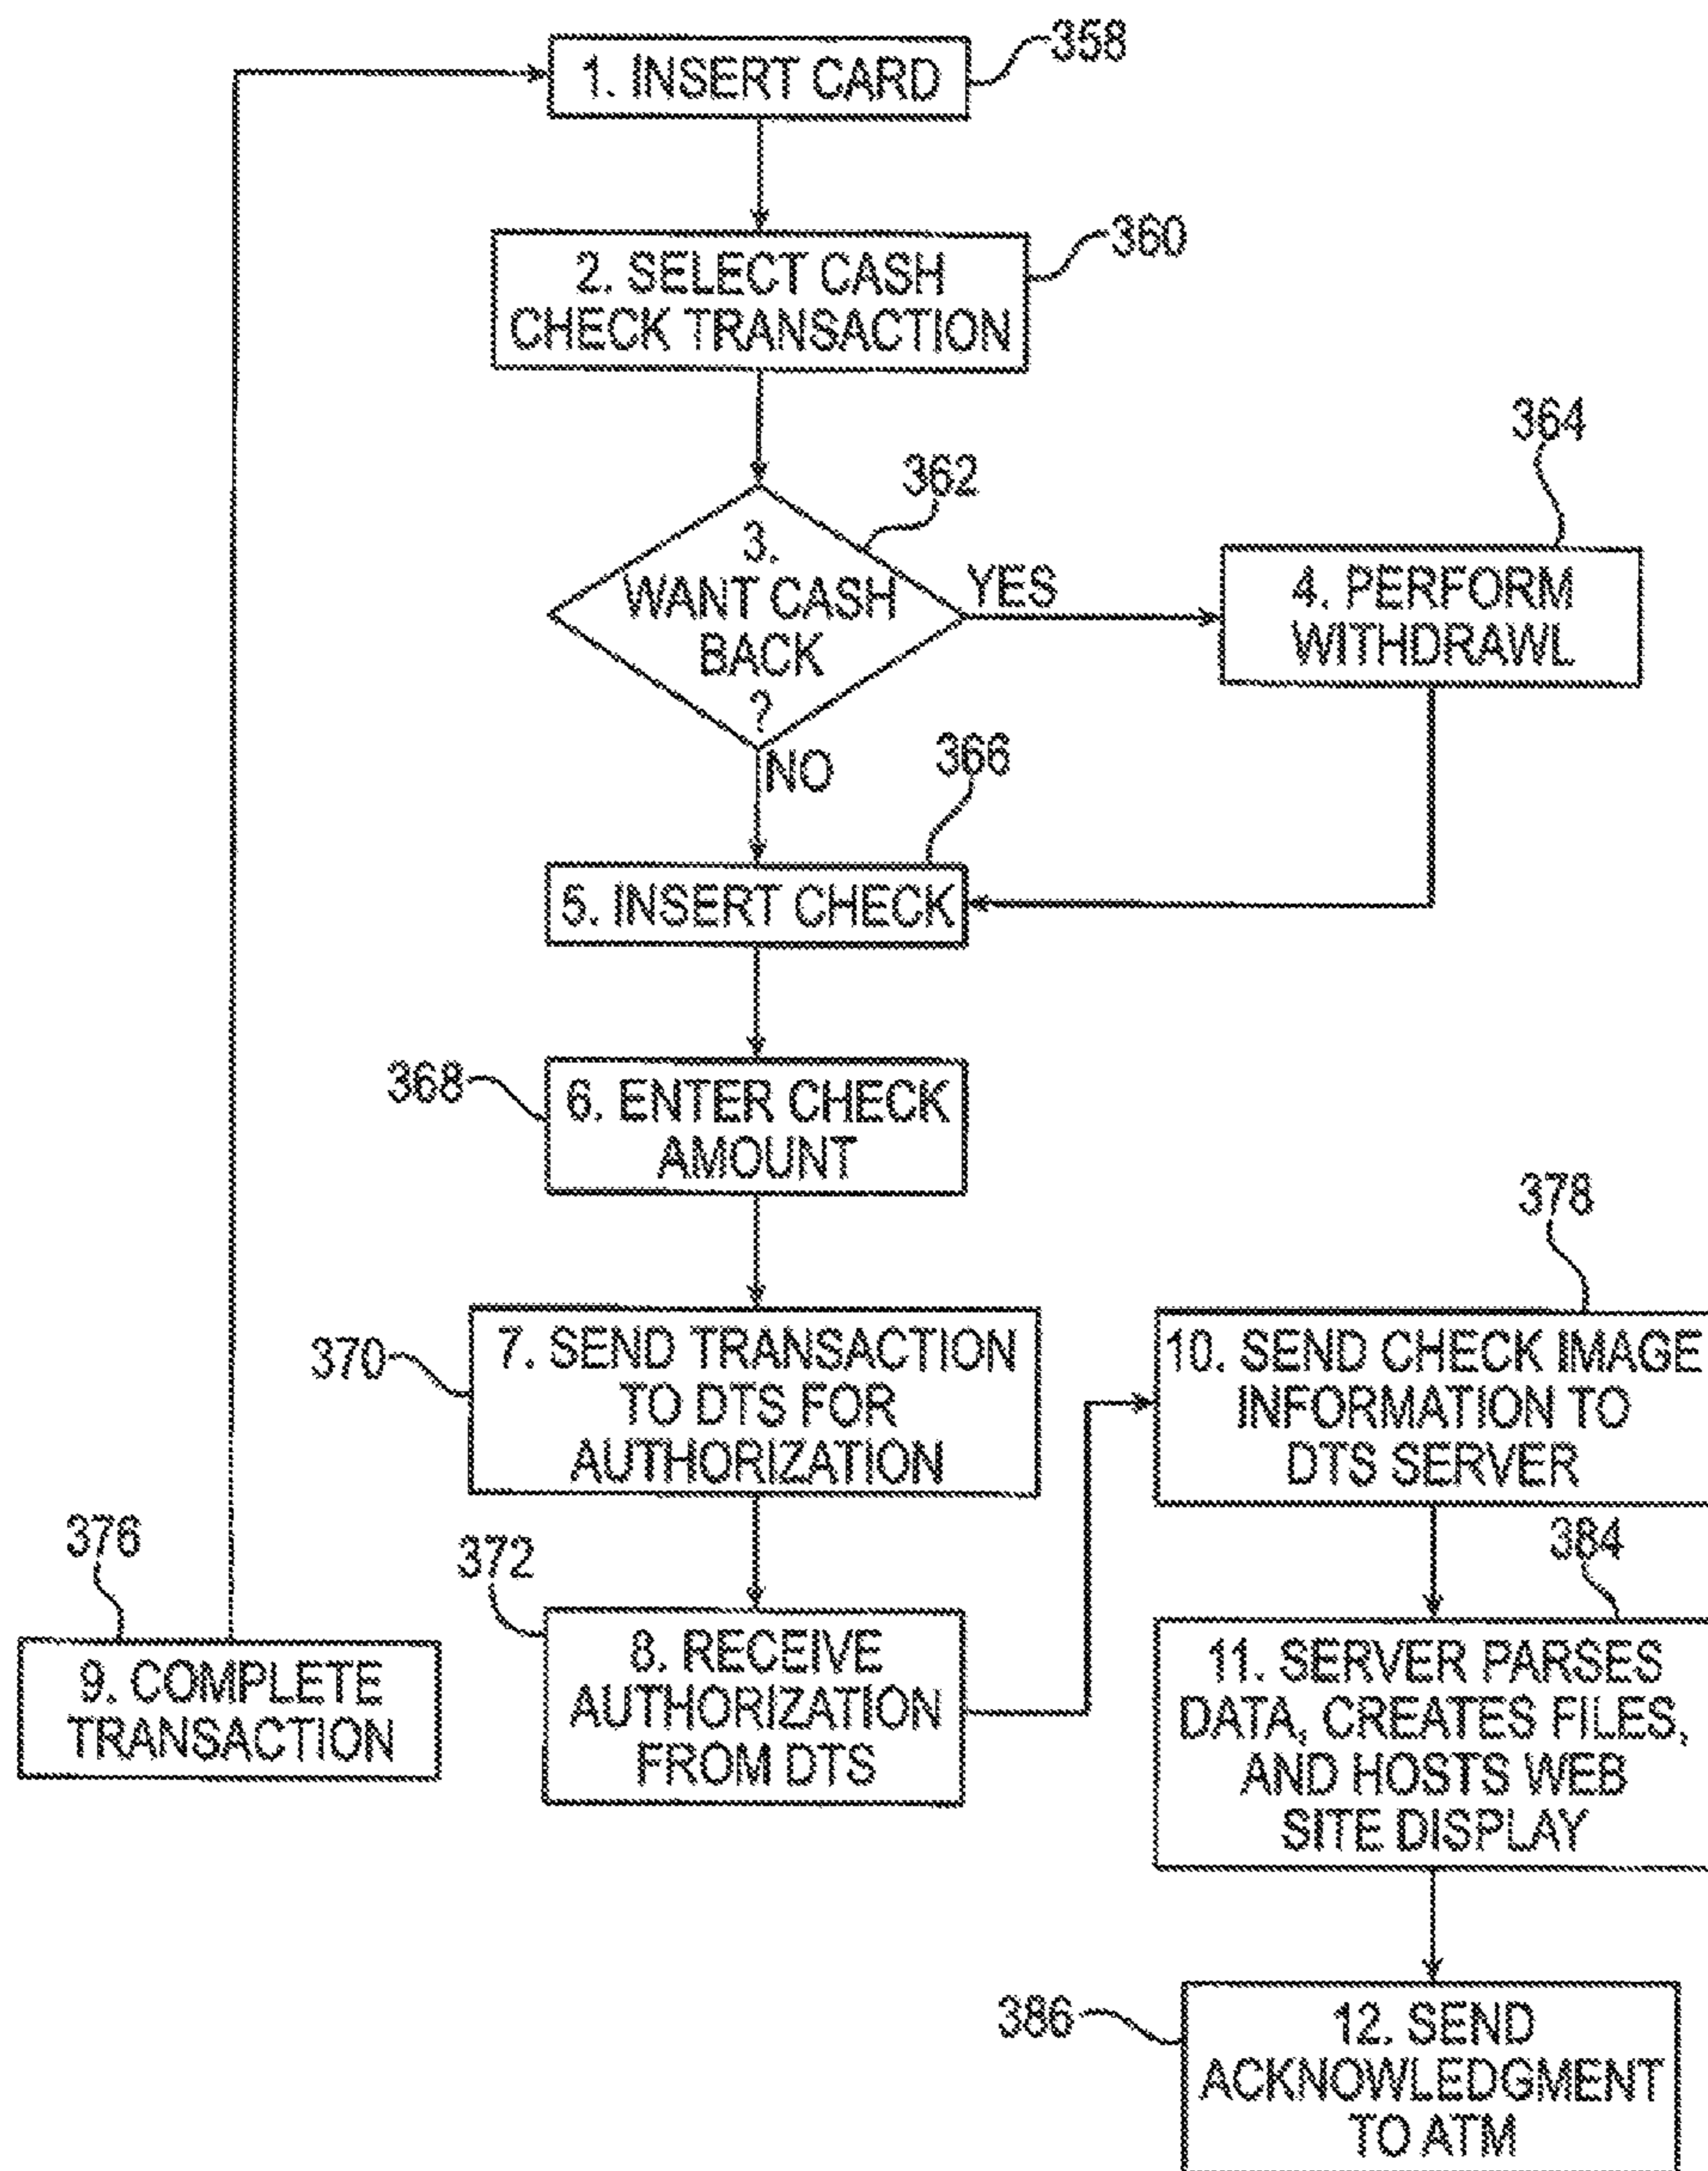 358
1. INSERT CARD
360
2. SELECT CASH
CHECK TRANSACTION
364
362
3.
WANT CASH
BACK
?
YES
NO
4. PERFORM
WITHDRAWL
366
5. INSERT CHECK
368
6. ENTER CHECK
AMOUNT
378
370
7. SEND TRANSACTION
TO DTS FOR
AUTHORIZATION
10. SEND CHECK IMAGE
INFORMATION TO
DTS SERVER
376
372
384
9. COMPLETE
TRANSACTION
8. RECEIVE
AUTHORIZATION
FROM DTS
11. SERVER PARSES
DATA, CREATES FILES,
AND HOSTS WEB
SITE DISPLAY
386
12. SEND
ACKNOWLEDGMENT
TO ATM